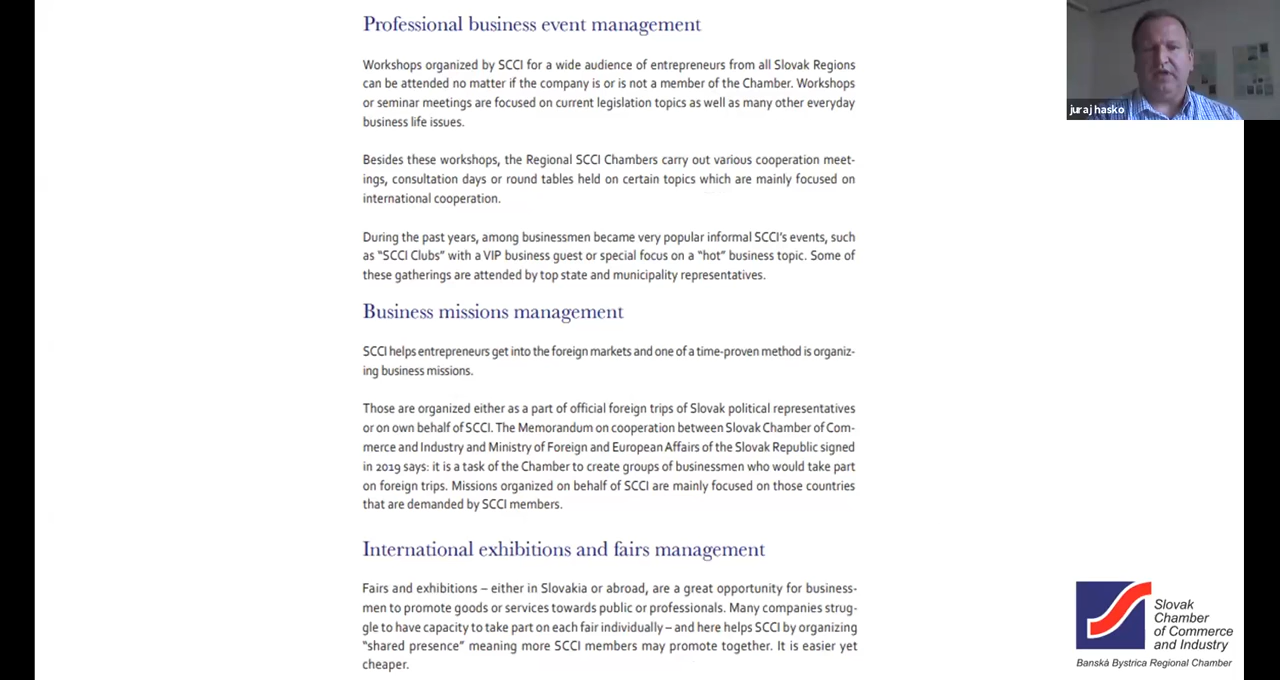 Professional business event management
Workshops organized by SCCI for a wide audience of entrepreneurs from all Slovak Regions
can be attended no matter if the company is or is not a member of the Chamber. Workshops
or seminar meetings are focused on current legislation topics as well as many other everyday
business life issues.
Besides these workshops, the Regional SCCI Chambers carry out various cooperation meet-
ings, consultation days or round tables held on certain topics which are mainly focused on
international cooperation.
During the past years, among businessmen became very popular informal SCCI's events, such
as "SCCI Clubs" with a VIP business guest or special focus on a "hot" business topic. Some of
these gatherings are attended by top state and municipality representatives.
Business missions management
SCCI helps entrepreneurs get into the foreign markets and one of a time-proven method is organiz-
ing business missions.
Those are organized either as a part of official foreign trips of Slovak political representatives
or on own behalf of SCCI. The Memorandum on cooperation between Slovak Chamber of Com-
merce and Industry and Ministry of Foreign and European Affairs of the Slovak Republic signed
in 2019 says: it is a task of the Chamber to create groups of businessmen who would take part
on foreign trips. Missions organized on behalf of SCCI are mainly focused on those countries
that are demanded by SCCI members.
International exhibitions and fairs management
Fairs and exhibitions – either in Slovakia or abroad, are a great opportunity for business-
men to promote goods or services towards public or professionals. Many companies strug-
gle to have capacity to take part on each fair individually – and here helps SCCI by organizing
"shared presence" meaning more SCCI members may promote together. It is easier yet
cheaper.
juraj hasko
Slovak
Chamber
of Commerce
and Industry
Banská Bystrica Regional Chamber